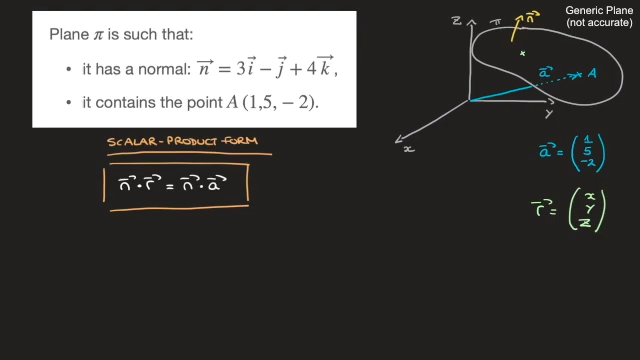 Plane π is such that:
• it has a normal: n⃗ = 3i⃗ − j⃗ + 4k⃗,
• it contains the point A (1,5, − 2).
SCALAR-PRODUCT FORM
n⃗ · r⃗ = n⃗ · a⃗
Generic Plane
(not accurate)
z
π
n⃗
a⃗
A
y
x
a⃗ = (1 5 -2)
r⃗ = (x y z)